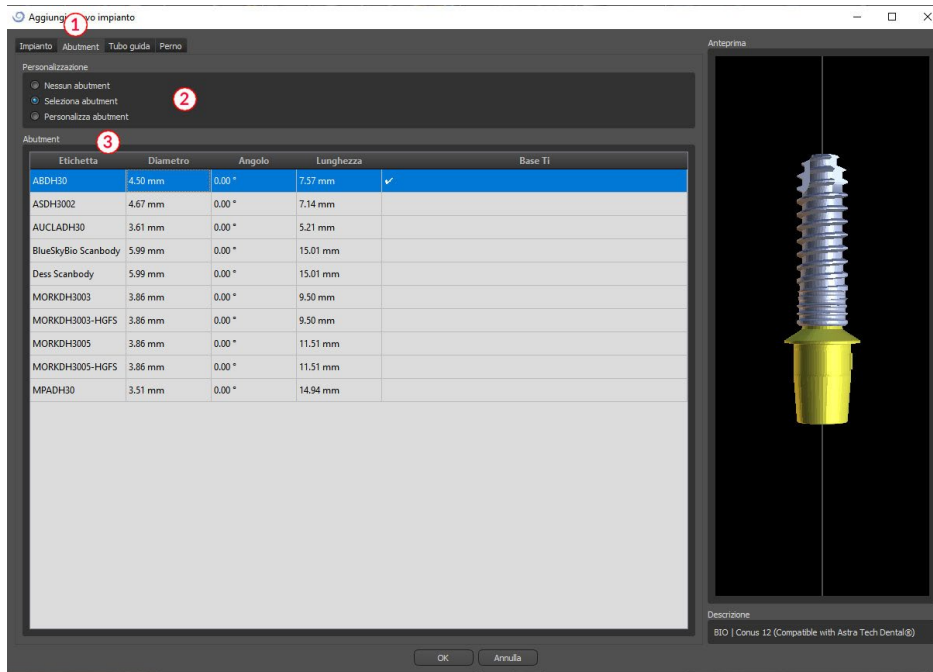 Aggiungi vo impianto
1
Impianto Abutment Tubo guida Perno
Anteprima
Personalizzazione
Nessun abutment
Seleziona abutment
Personalizza abutment
2
Abutment
3
Etichetta Diametro Angolo Lunghezza Base Ti
ABDH30 4.50 mm 0.00 ° 7.57 mm ✔
ASDH3002 4.67 mm 0.00 ° 7.14 mm
AUCLADH30 3.61 mm 0.00 ° 5.21 mm
BlueSkyBio Scanbody 5.99 mm 0.00 ° 15.01 mm
Dess Scanbody 5.99 mm 0.00 ° 15.01 mm
MORKDH3003 3.86 mm 0.00 ° 9.50 mm
MORKDH3003-HGFS 3.86 mm 0.00 ° 9.50 mm
MORKDH3005 3.86 mm 0.00 ° 11.51 mm
MORKDH3005-HGFS 3.86 mm 0.00 ° 11.51 mm
MPADH30 3.51 mm 0.00 ° 14.94 mm
Descrizione
BIO | Conus 12 (Compatible with Astra Tech Dental®)
OK Annulla